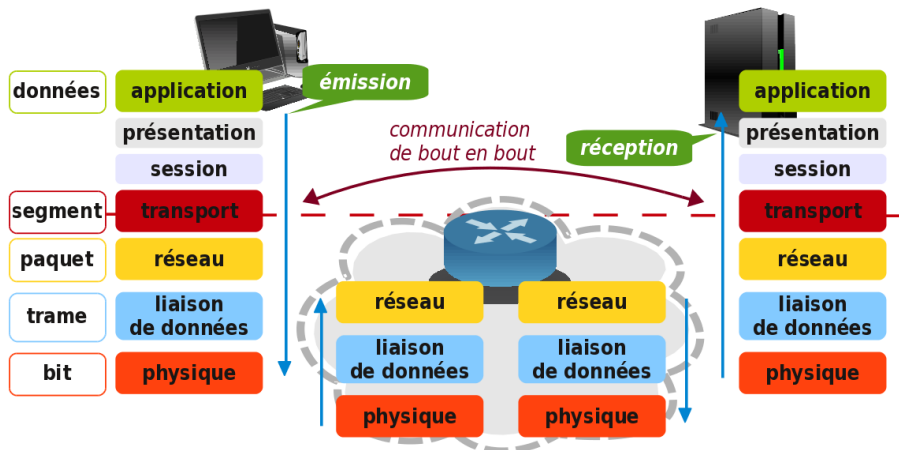 données
application
présentation
session
segment
transport
paquet
réseau
trame
liaison
de données
bit
physique
émission
communication
de bout en bout
réception
réseau
liaison
de données
physique
réseau
liaison
de données
physique
application
présentation
session
transport
réseau
liaison
de données
physique